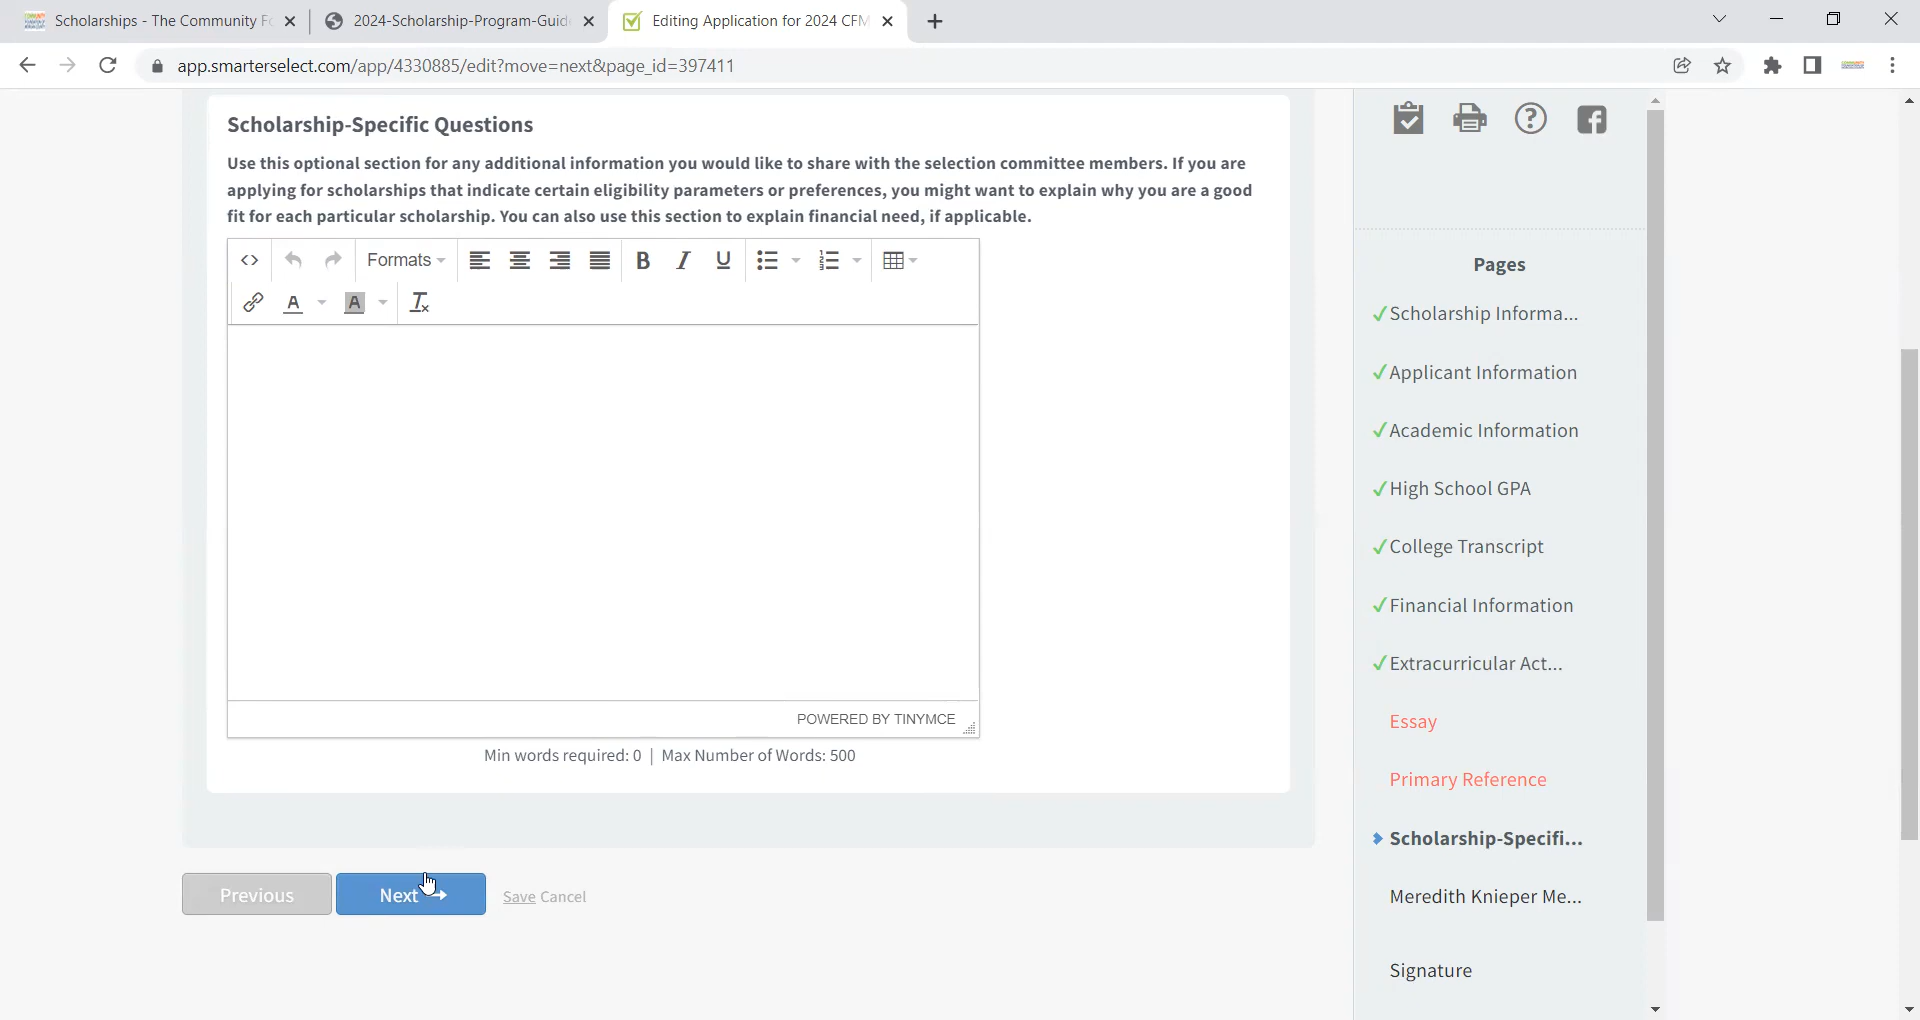 Scholarships - The Community F
2024-Scholarship-Program-Guid
Editing Application for 2024 CFM
app.smarterselect.com/app/4330885/edit?move=next&page_id=397411
Scholarship-Specific Questions
Use this optional section for any additional information you would like to share with the selection committee members. If you are
applying for scholarships that indicate certain eligibility parameters or preferences, you might want to explain why you are a good
fit for each particular scholarship. You can also use this section to explain financial need, if applicable.
Formats
POWERED BY TINYMCE
Min words required: 0 | Max Number of Words: 500
Previous
Next
Save Cancel
Pages
Scholarship Informa...
Applicant Information
Academic Information
High School GPA
College Transcript
Financial Information
Extracurricular Act...
Essay
Primary Reference
Scholarship-Specifi...
Meredith Knieper Me...
Signature